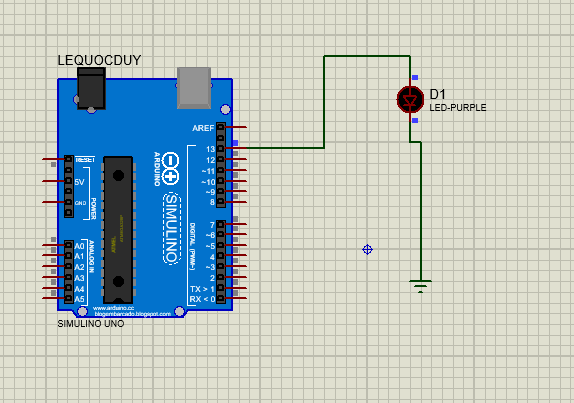 LEQUOCDUY
AREF
13
12
~11
~10
~9
8
7
~6
~5
4
~3
2
TX > 1
RX < 0
RESET
5V
GND
POWER
A0
A1
A2
A3
A4
A5
ANALOG IN
ARDUINO
SIMULINO
DIGITAL (PWM~)
www.arduino.cc
blogembarcado.blogspot.com
SIMULINO UNO
D1
LED-PURPLE